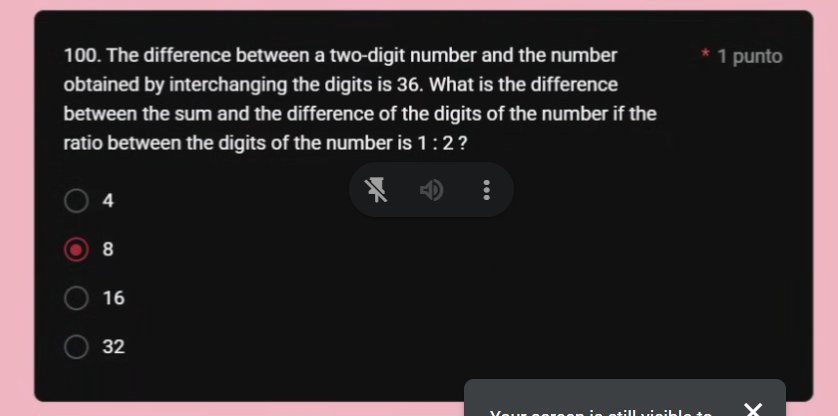 100. The difference between a two-digit number and the number
* 1 punto
obtained by interchanging the digits is 36. What is the difference
between the sum and the difference of the digits of the number if the
ratio between the digits of the number is 1 : 2 ?
4
8
16
32
Your screen is still visible to